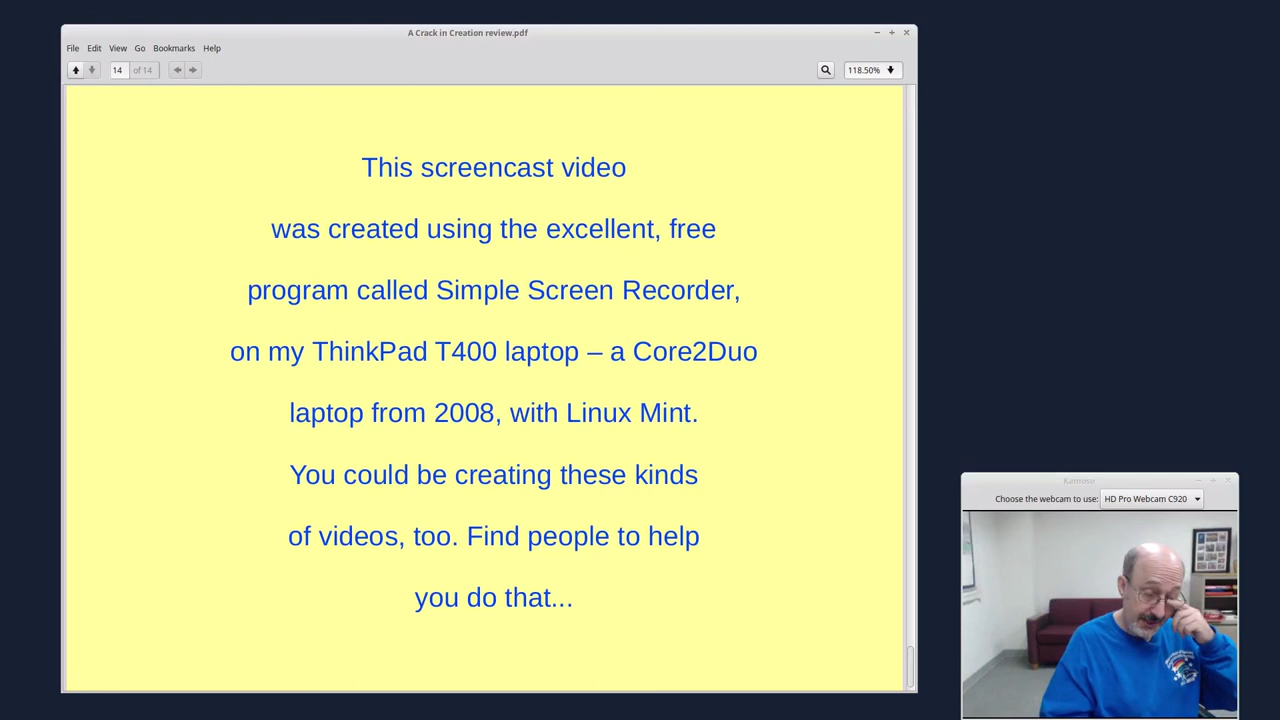 A Crack in Creation review.pdf
File Edit View Go Bookmarks Help
14 of 14
118.50%
This screencast video
was created using the excellent, free
program called Simple Screen Recorder,
on my ThinkPad T400 laptop – a Core2Duo
laptop from 2008, with Linux Mint.
You could be creating these kinds
of videos, too. Find people to help
you do that...
Kamoso
Choose the webcam to use: HD Pro Webcam C920